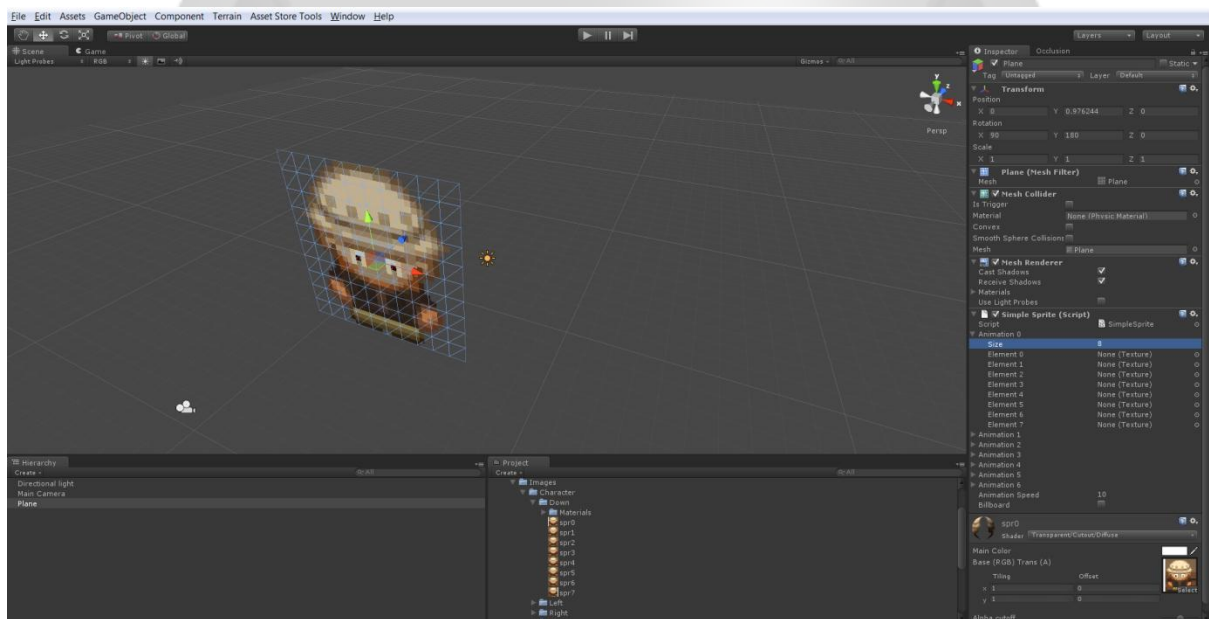 File Edit Assets GameObject Component Terrain Asset Store Tools Window Help
Pivot Global Layers Layout
Scene Game
Light Probes RGB Gizmos All
y
z
x
Persp
Inspector Occlusion
Plane Static
Tag Untagged Layer Default
Transform
Position
X 0 Y 0.976244 Z 0
Rotation
X 90 Y 180 Z 0
Scale
X 1 Y 1 Z 1
Plane (Mesh Filter)
Mesh Plane
Mesh Collider
Is Trigger
Material None (Physic Material)
Convex
Smooth Sphere Collisions
Mesh Plane
Mesh Renderer
Cast Shadows
Receive Shadows
Materials
Use Light Probes
Simple Sprite (Script)
Script SimpleSprite
Animation 0
Size 8
Element 0 None (Texture)
Element 1 None (Texture)
Element 2 None (Texture)
Element 3 None (Texture)
Element 4 None (Texture)
Element 5 None (Texture)
Element 6 None (Texture)
Element 7 None (Texture)
Animation 1
Animation 2
Animation 3
Animation 4
Animation 5
Animation 6
Animation Speed 10
Billboard
spr0
Shader Transparent/Cutout/Diffuse
Main Color
Base (RGB) Trans (A)
Tiling Offset
x 1 0
y 1 0
Select
Alpha cutoff
Hierarchy
Create All
Directional light
Main Camera
Plane
Project
Create All
Images
Character
Down
Materials
spr0
spr1
spr2
spr3
spr4
spr5
spr6
spr7
Left
Right